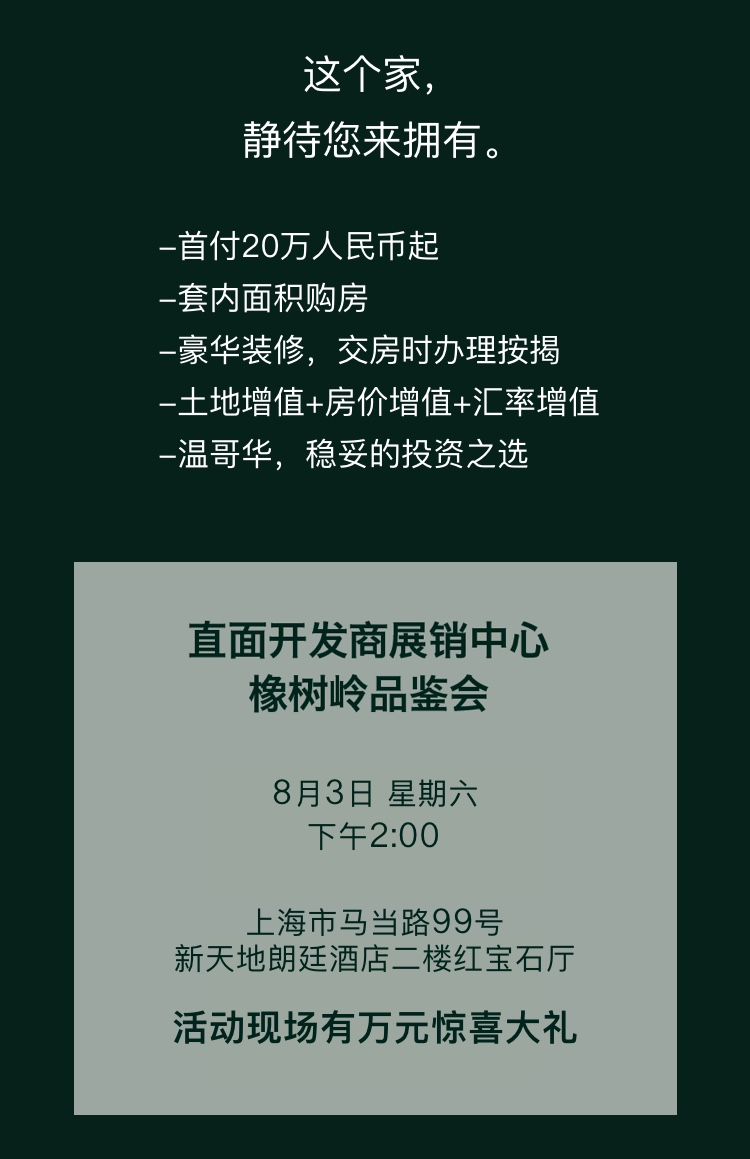 这个家，
静待您来拥有。
–首付20万人民币起
–套内面积购房
–豪华装修，交房时办理按揭
–土地增值+房价增值+汇率增值
–温哥华，稳妥的投资之选
直面开发商展销中心
橡树岭品鉴会
8月3日 星期六
下午2:00
上海市马当路99号
新天地朗廷酒店二楼红宝石厅
活动现场有万元惊喜大礼